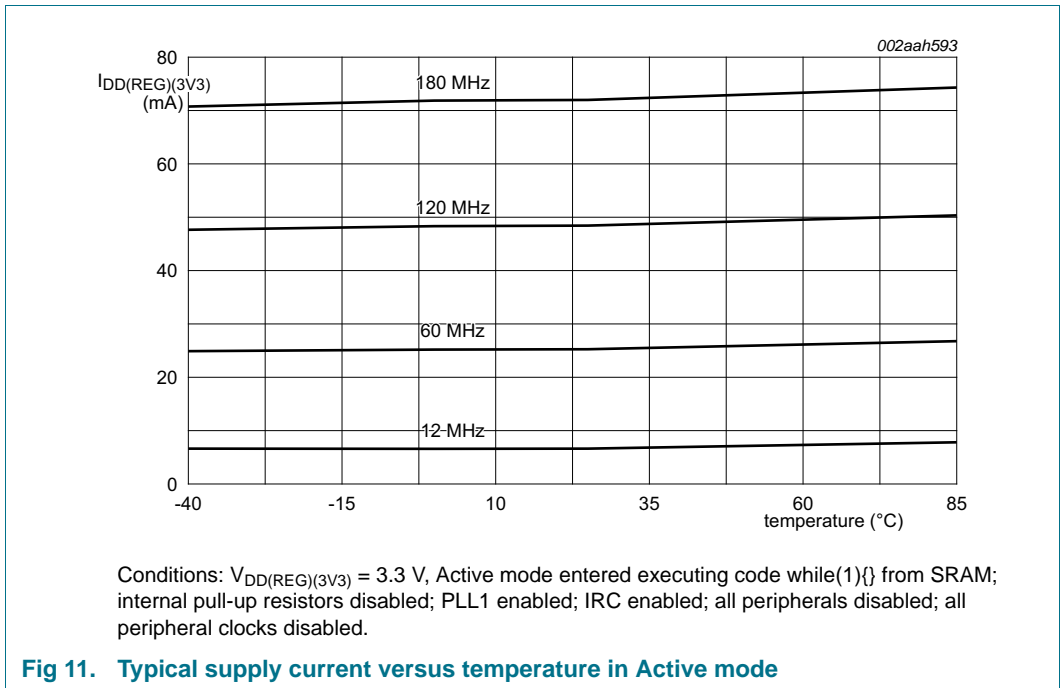 002aah593
80
IDD(REG)(3V3)
(mA)
180 MHz
60
120 MHz
40
60 MHz
20
12 MHz
0
-40 -15 10 35 60 85
temperature (°C)
Conditions: VDD(REG)(3V3) = 3.3 V, Active mode entered executing code while(1){} from SRAM;
internal pull-up resistors disabled; PLL1 enabled; IRC enabled; all peripherals disabled; all
peripheral clocks disabled.
Fig 11. Typical supply current versus temperature in Active mode